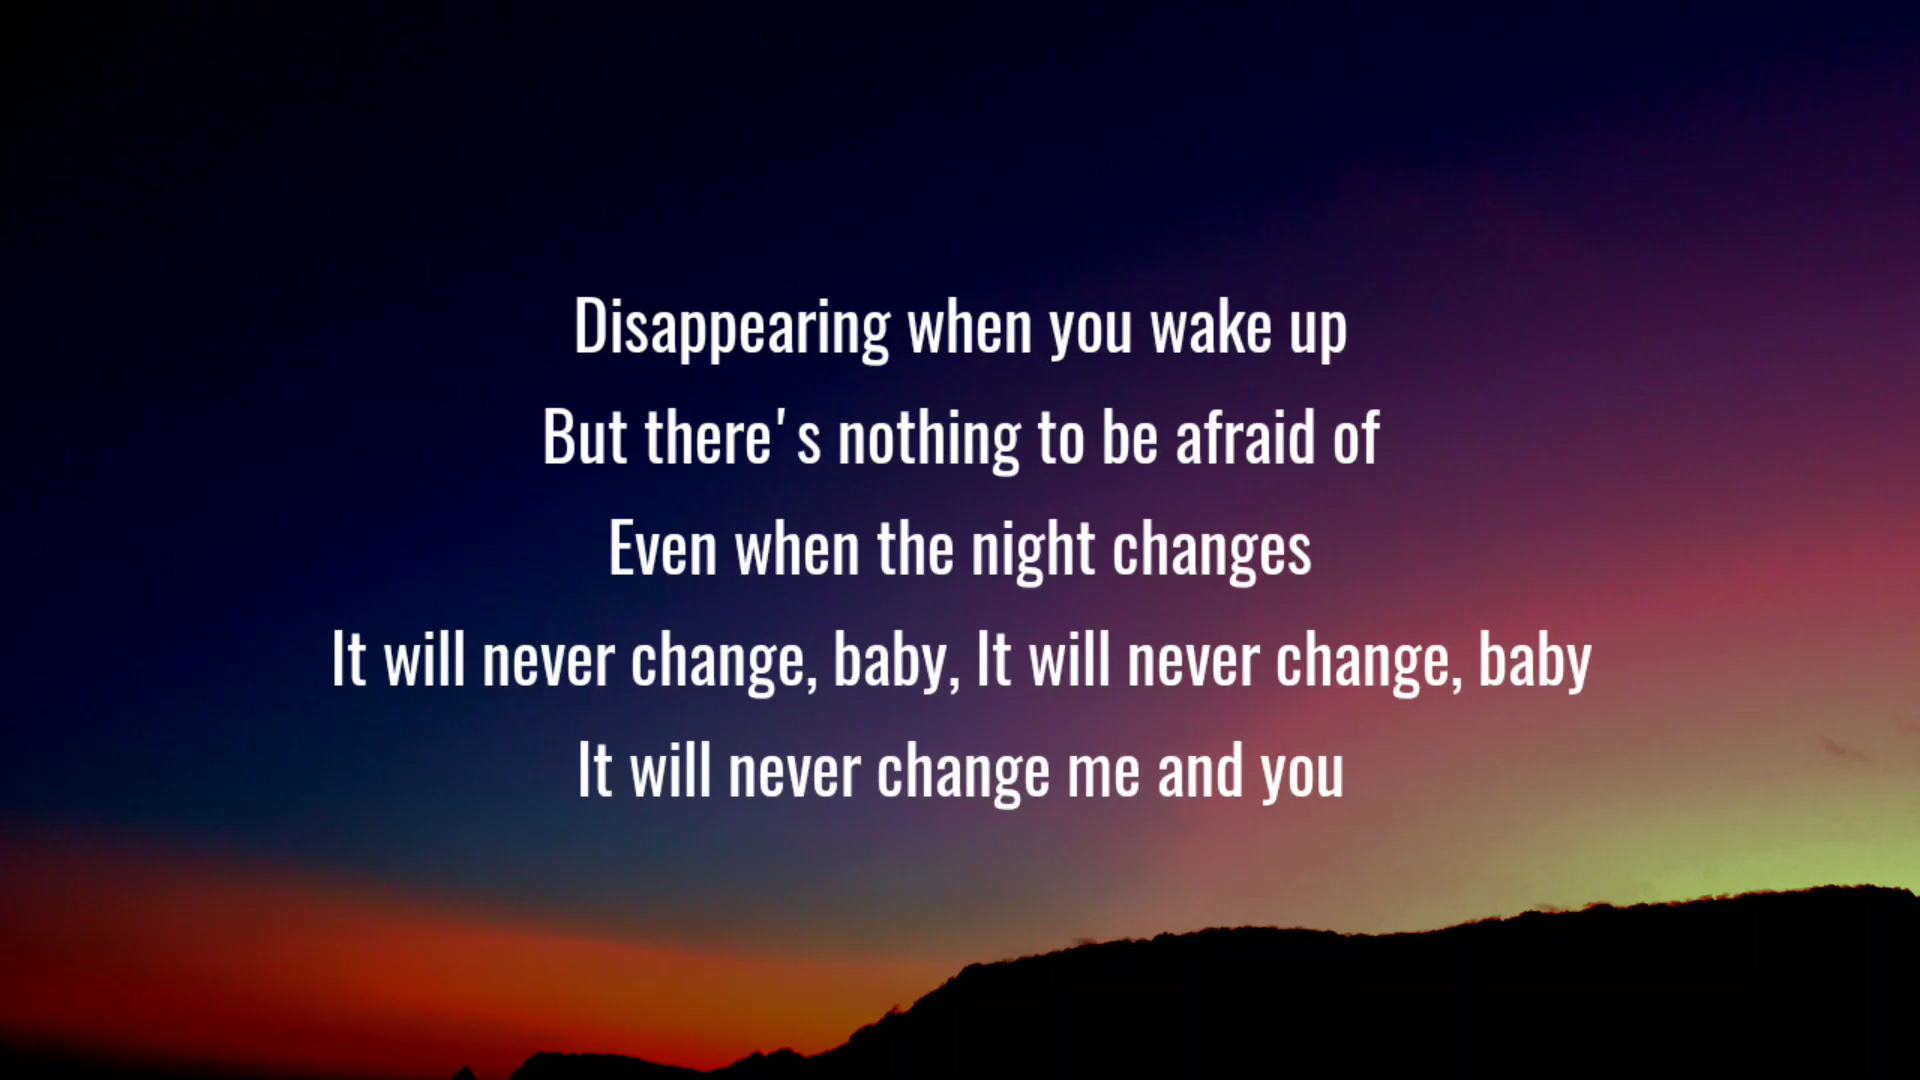 Disappearing when you wake up
But there's nothing to be afraid of
Even when the night changes
It will never change, baby, It will never change, baby
It will never change me and you